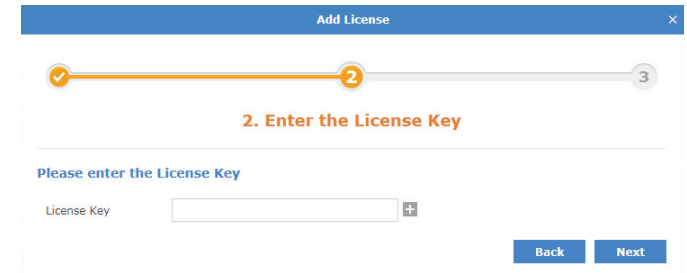 Add License
×
2
3
2. Enter the License Key
Please enter the License Key
License Key
Back Next